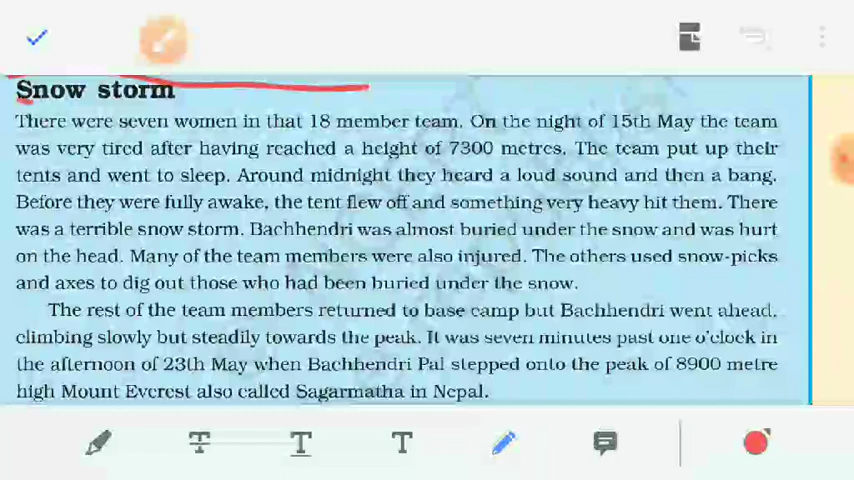 Snow storm
There were seven women in that 18 member team. On the night of 15th May the team
was very tired after having reached a height of 7300 metres. The team put up their
tents and went to sleep. Around midnight they heard a loud sound and then a bang.
Before they were fully awake, the tent flew off and something very heavy hit them. There
was a terrible snow storm. Bachhendri was almost buried under the snow and was hurt
on the head. Many of the team members were also injured. The others used snow-picks
and axes to dig out those who had been buried under the snow.
The rest of the team members returned to base camp but Bachhendri went ahead,
climbing slowly but steadily towards the peak. It was seven minutes past one o'clock in
the afternoon of 23th May when Bachhendri Pal stepped onto the peak of 8900 metre
high Mount Everest also called Sagarmatha in Nepal.
T T T